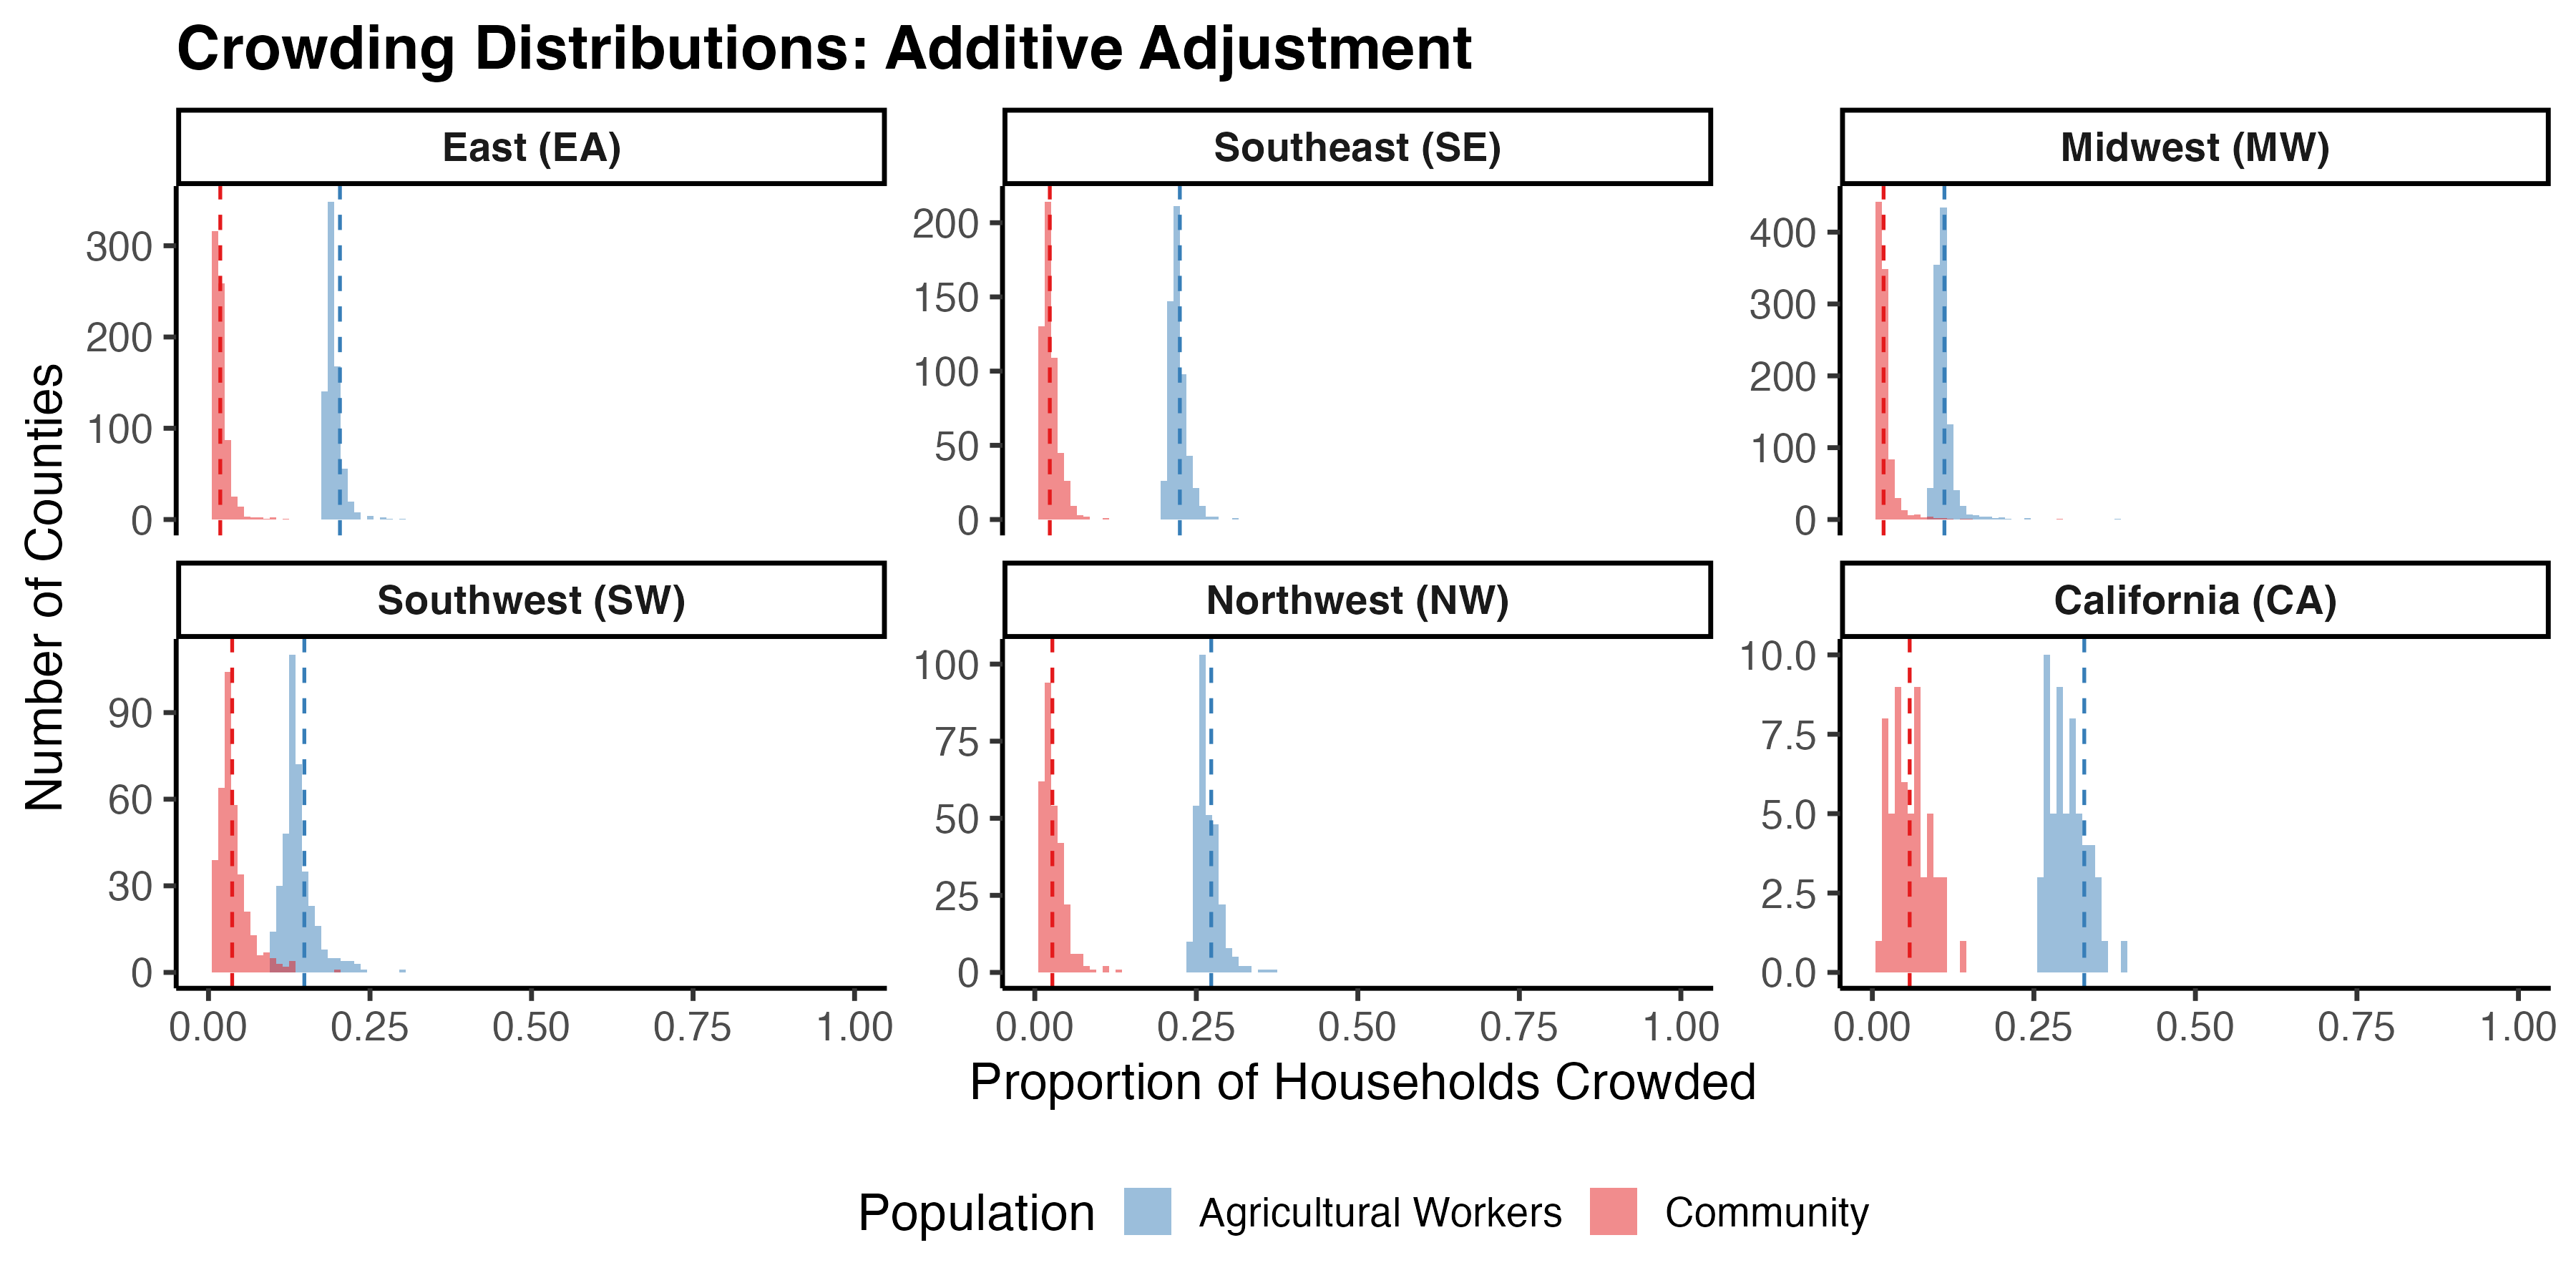 Crowding Distributions: Additive Adjustment
East (EA)
Southeast (SE)
Midwest (MW)
300
200
100
0
200
150
100
50
0
400
300
200
100
0
Number of Counties
Southwest (SW)
Northwest (NW)
California (CA)
90
60
30
0
100
75
50
25
0
10.0
7.5
5.0
2.5
0.0
0.00 0.25 0.50 0.75 1.00
0.00 0.25 0.50 0.75 1.00
0.00 0.25 0.50 0.75 1.00
Proportion of Households Crowded
Population Agricultural Workers Community